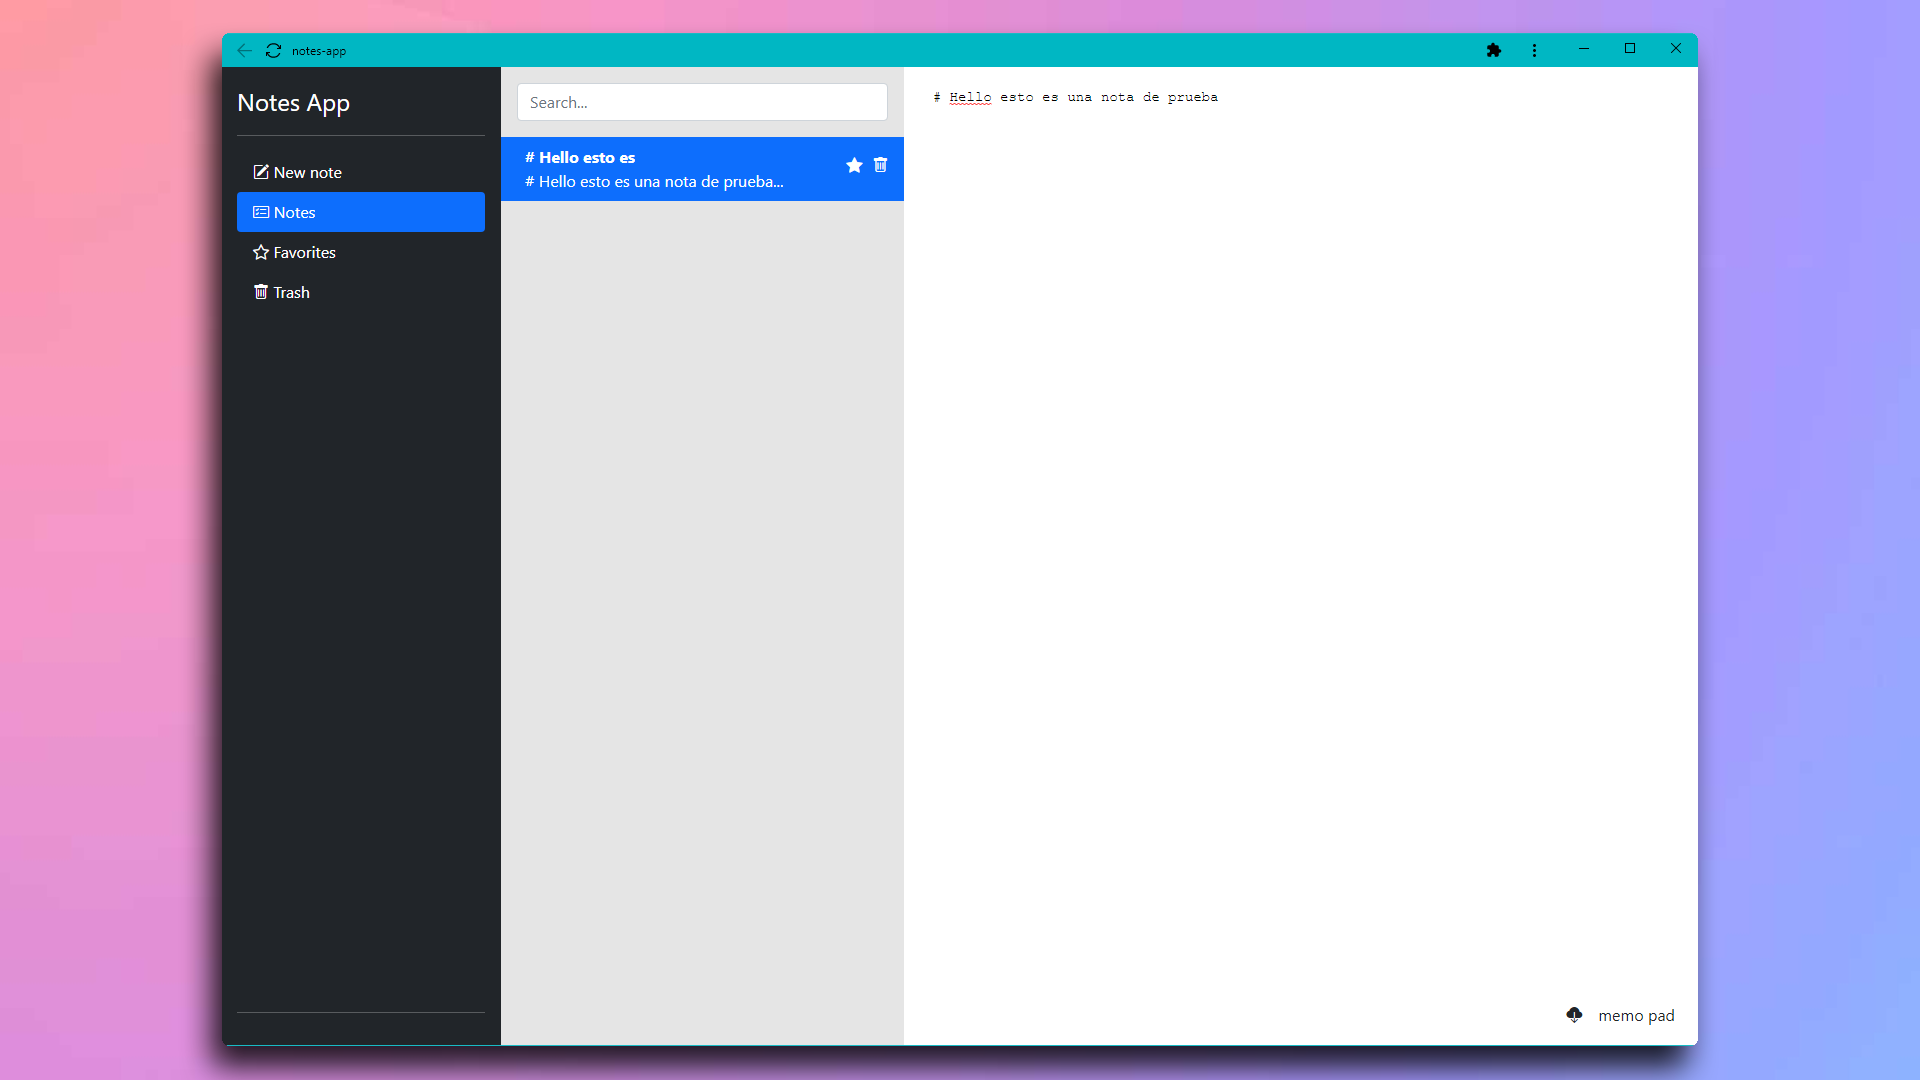 notes-app
Notes App
New note
Notes
Favorites
Trash
Search...
# Hello esto es
# Hello esto es una nota de prueba...
# Hello esto es una nota de prueba
memo pad